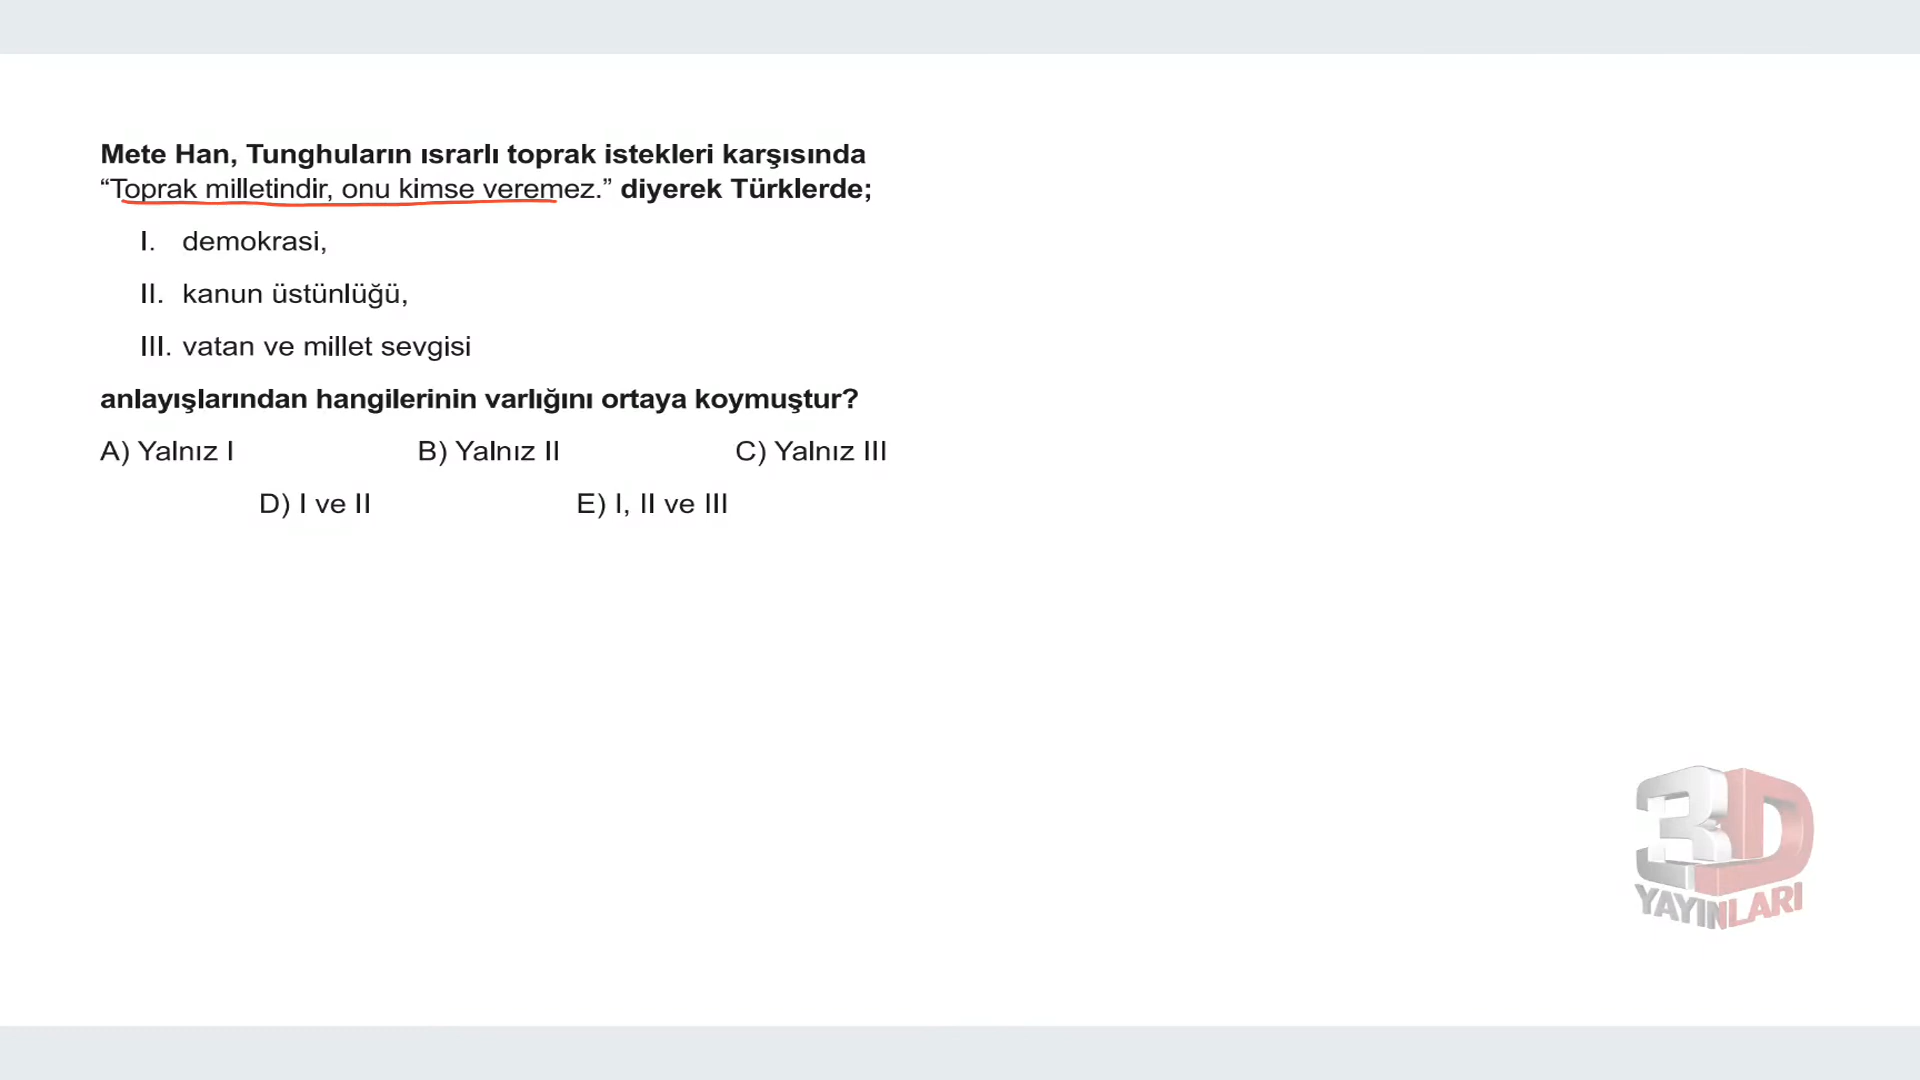 Mete Han, Tunghuların ısrarlı toprak istekleri karşısında
“Toprak milletindir, onu kimse veremez.” diyerek Türklerde;
I. demokrasi,
II. kanun üstünlüğü,
III. vatan ve millet sevgisi
anlayışlarından hangilerinin varlığını ortaya koymuştur?
A) Yalnız I B) Yalnız II C) Yalnız III
D) I ve II E) I, II ve III
3D
YAYINLARI